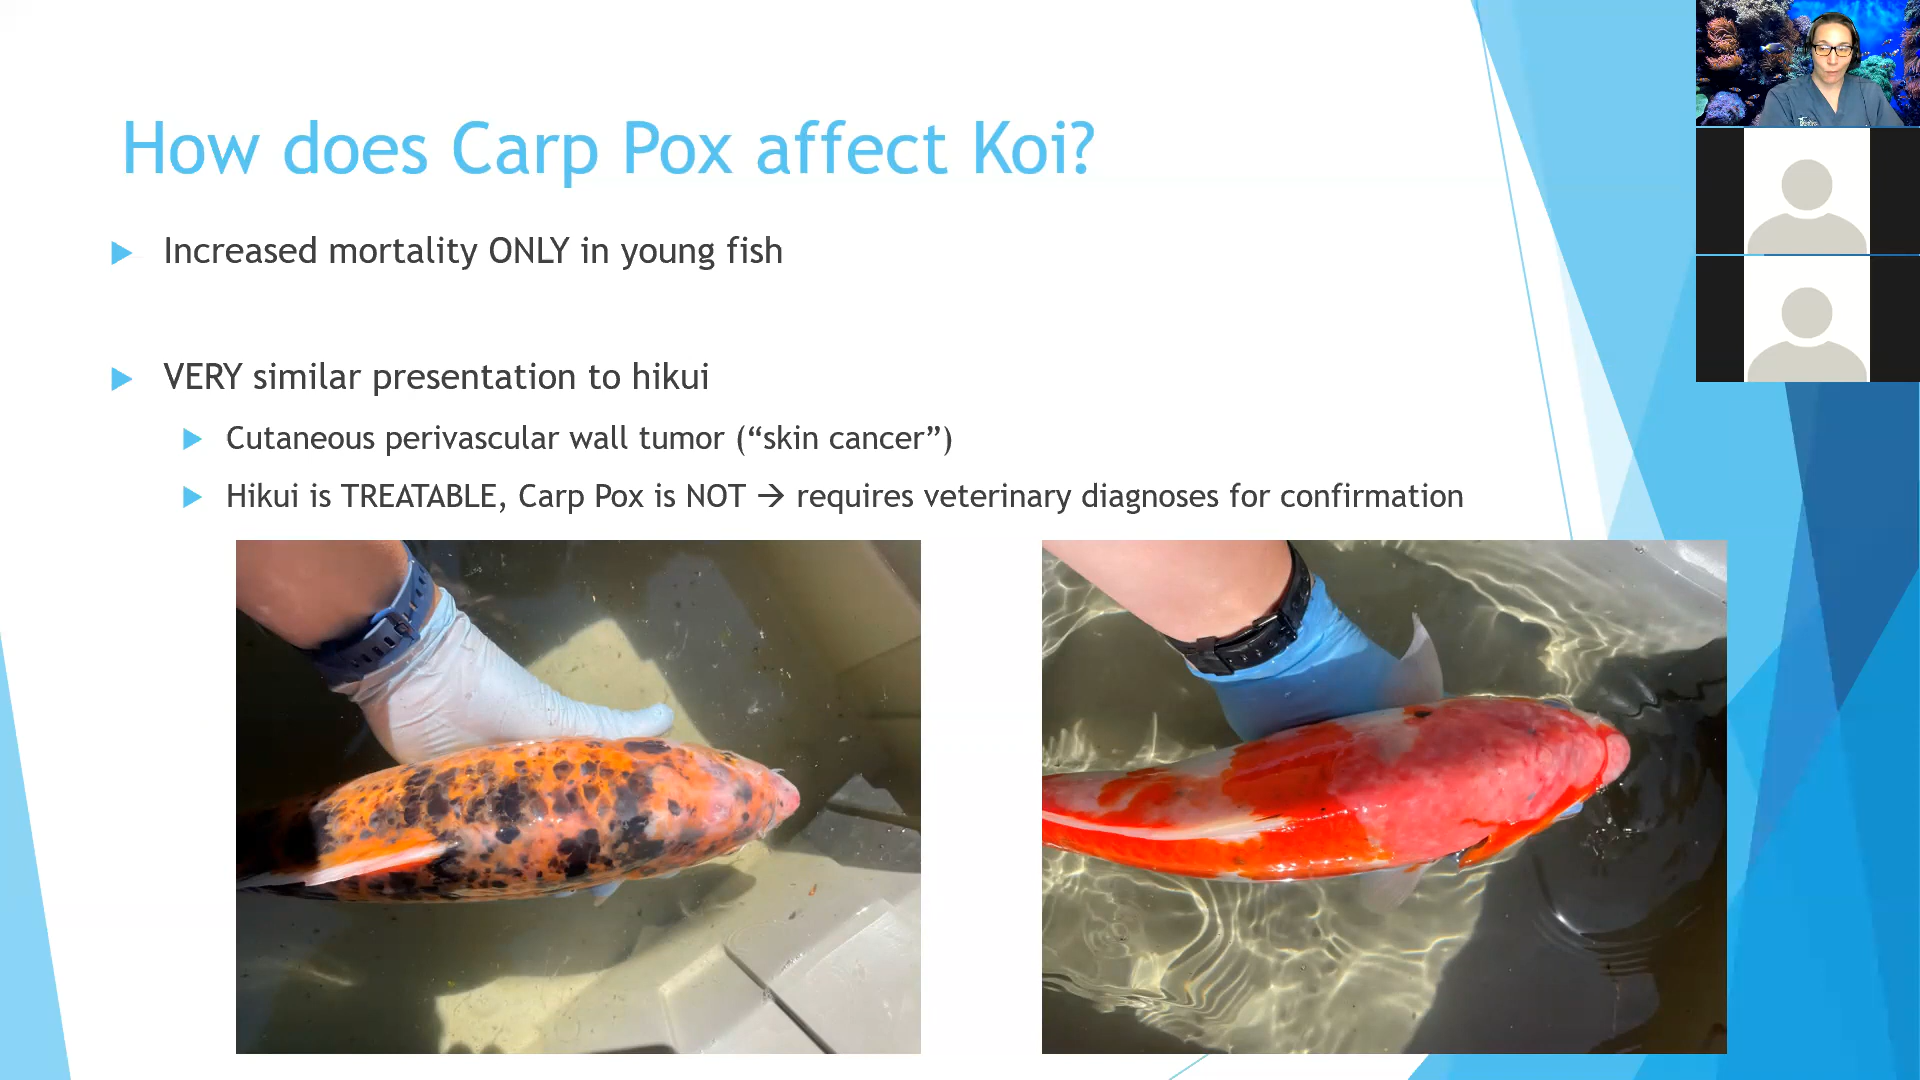 How does Carp Pox affect Koi?
Increased mortality ONLY in young fish
VERY similar presentation to hikui
Cutaneous perivascular wall tumor (“skin cancer”)
Hikui is TREATABLE, Carp Pox is NOT → requires veterinary diagnoses for confirmation